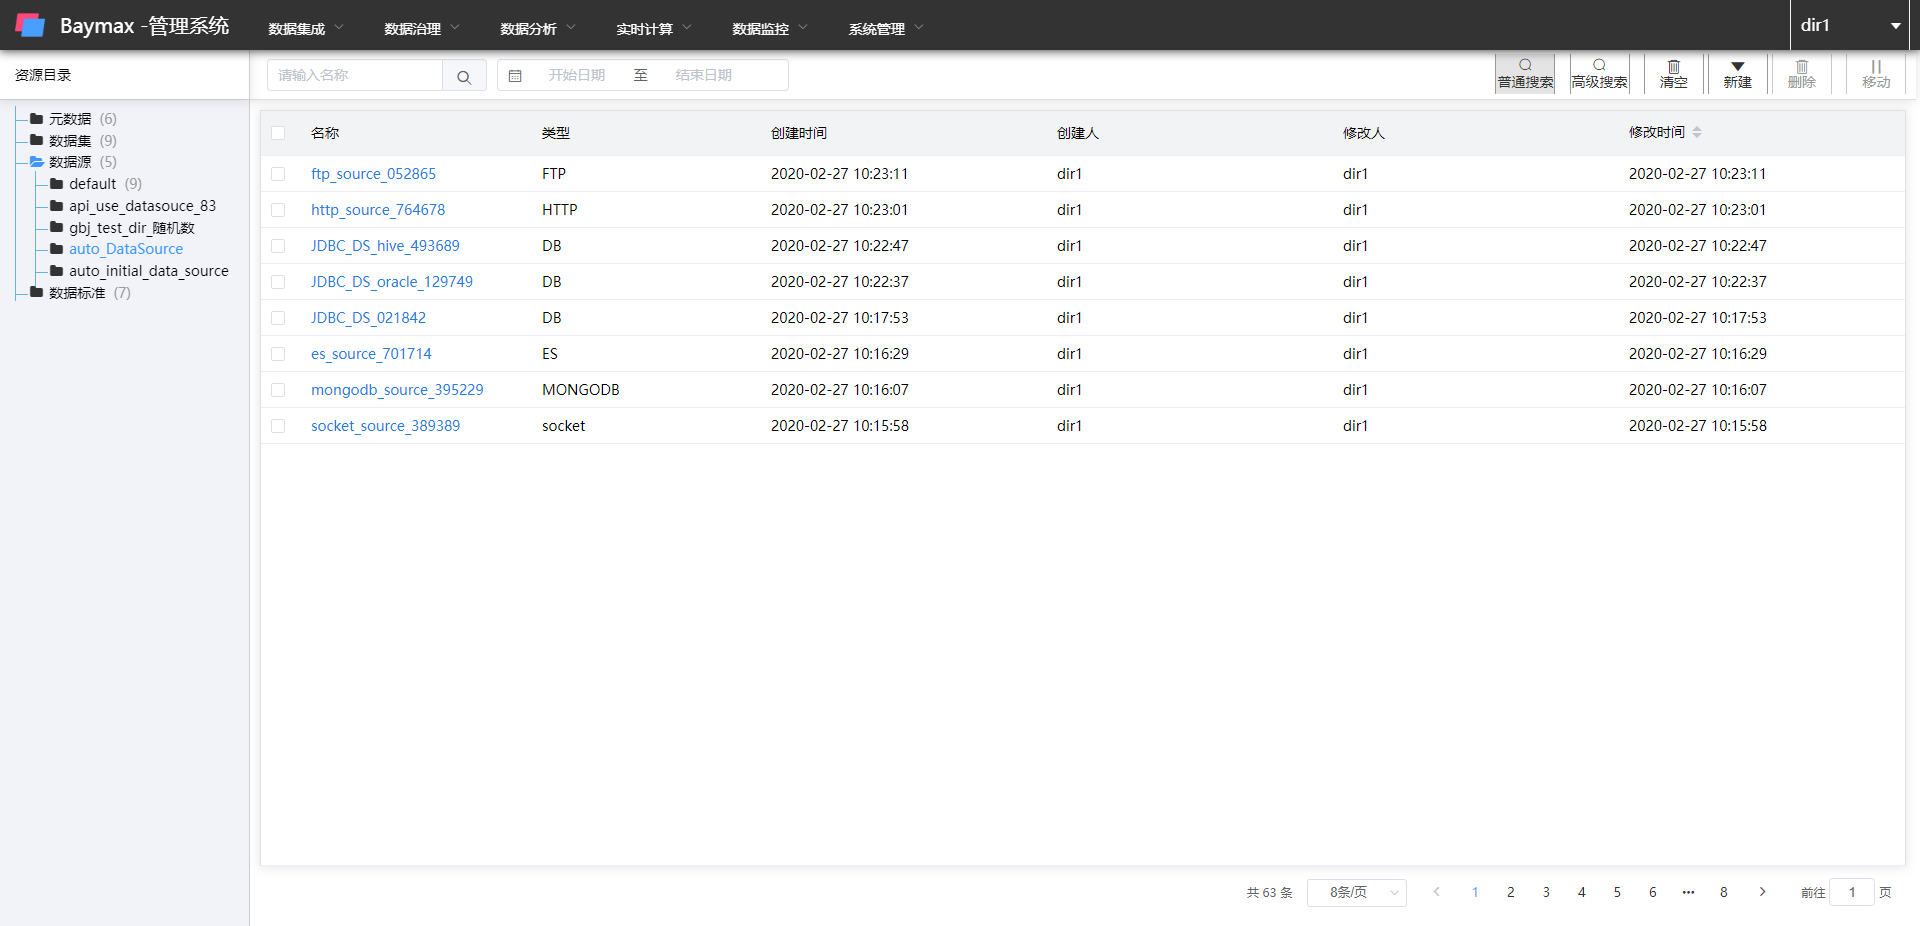 Baymax -管理系统
数据集成 数据治理 数据分析 实时计算 数据监控 系统管理 dir1
资源目录
请输入名称 开始日期 至 结束日期 普通搜索 高级搜索 清空 新建 删除 移动
元数据 (6)
数据集 (9)
数据源 (5)
default (9)
api_use_datasouce_83
gbj_test_dir_随机数
auto_DataSource
auto_initial_data_source
数据标准 (7)
名称 类型 创建时间 创建人 修改人 修改时间
ftp_source_052865 FTP 2020-02-27 10:23:11 dir1 dir1 2020-02-27 10:23:11
http_source_764678 HTTP 2020-02-27 10:23:01 dir1 dir1 2020-02-27 10:23:01
JDBC_DS_hive_493689 DB 2020-02-27 10:22:47 dir1 dir1 2020-02-27 10:22:47
JDBC_DS_oracle_129749 DB 2020-02-27 10:22:37 dir1 dir1 2020-02-27 10:22:37
JDBC_DS_021842 DB 2020-02-27 10:17:53 dir1 dir1 2020-02-27 10:17:53
es_source_701714 ES 2020-02-27 10:16:29 dir1 dir1 2020-02-27 10:16:29
mongodb_source_395229 MONGODB 2020-02-27 10:16:07 dir1 dir1 2020-02-27 10:16:07
socket_source_389389 socket 2020-02-27 10:15:58 dir1 dir1 2020-02-27 10:15:58
共 63 条 8条/页 1 2 3 4 5 6 ••• 8 前往 1 页